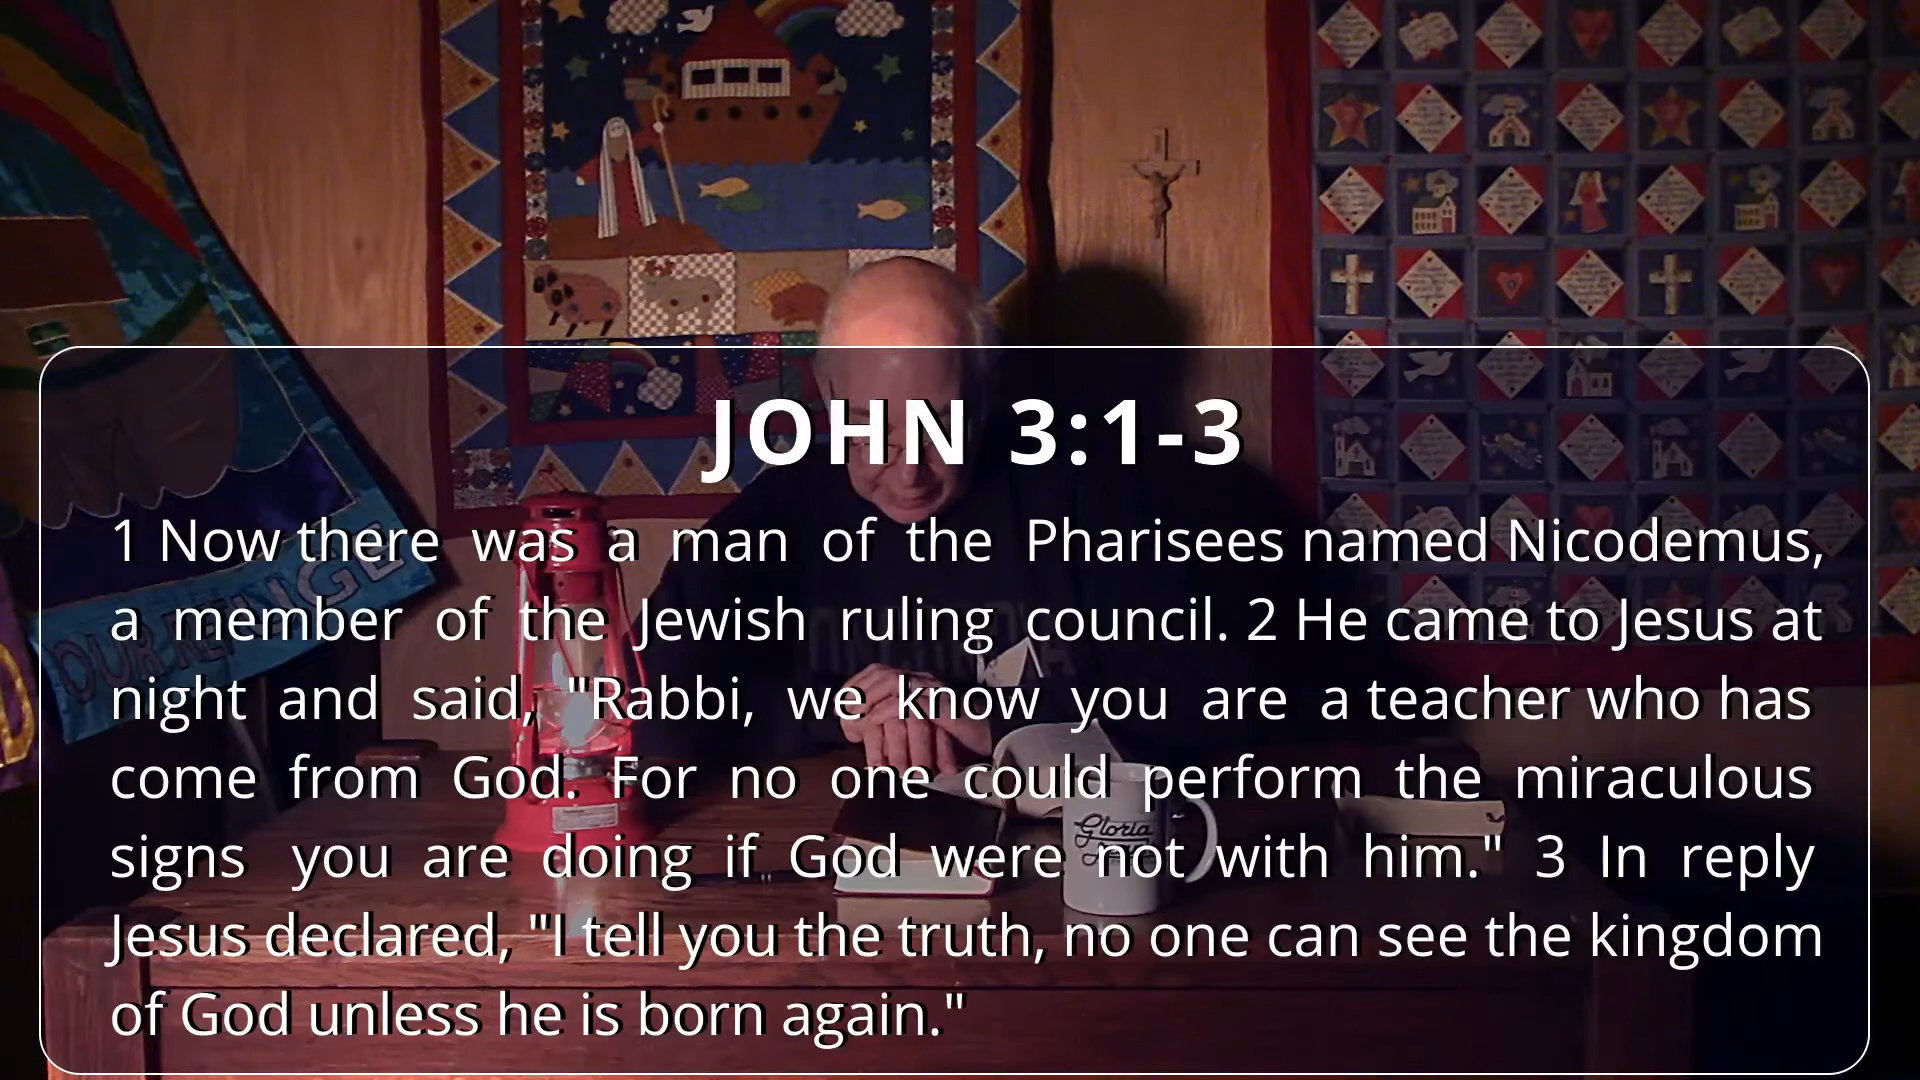 JOHN 3:1-3
1 Now there was a man of the Pharisees named Nicodemus,
a member of the Jewish ruling council. 2 He came to Jesus at
night and said, "Rabbi, we know you are a teacher who has
come from God. For no one could perform the miraculous
signs you are doing if God were not with him." 3 In reply
Jesus declared, "I tell you the truth, no one can see the kingdom
of God unless he is born again."
OUR REFUGE
Gloria